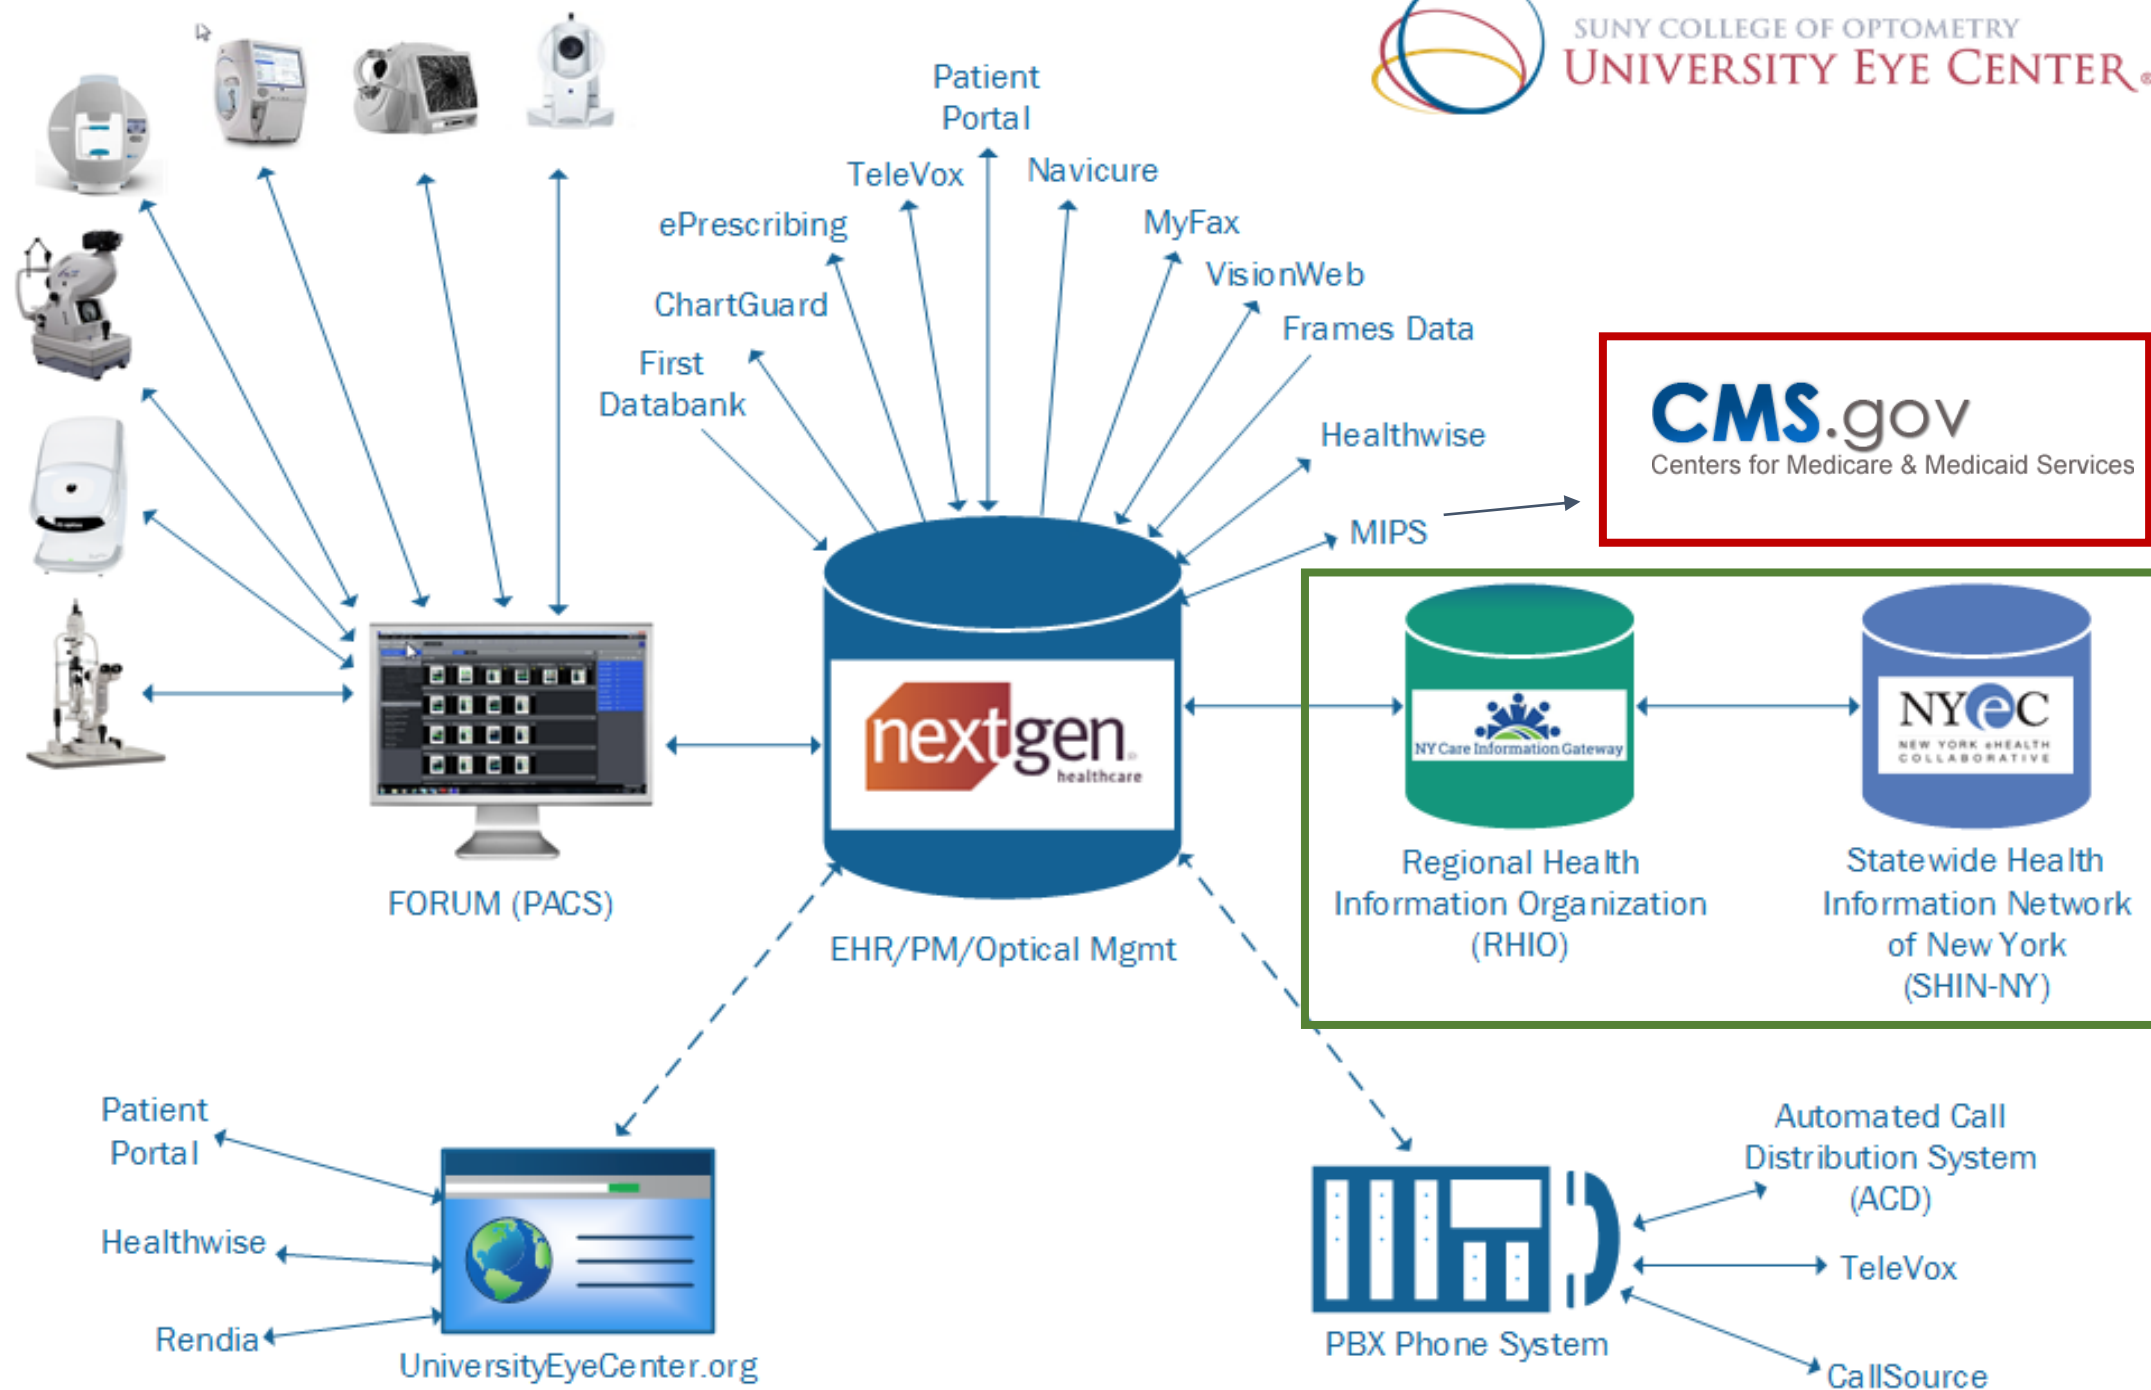 SUNY COLLEGE OF OPTOMETRY
UNIVERSITY EYE CENTER®
Patient
Portal
TeleVox
Navicure
ePrescribing
MyFax
VisionWeb
ChartGuard
Frames Data
First
Databank
Healthwise
MIPS
CMS.gov
Centers for Medicare & Medicaid Services
nextgen
healthcare
NY Care Information Gateway
NYeC
NEW YORK eHEALTH
COLLABORATIVE
FORUM (PACS)
EHR/PM/Optical Mgmt
Regional Health
Information Organization
(RHIO)
Statewide Health
Information Network
of New York
(SHIN-NY)
Patient
Portal
Healthwise
Rendia
UniversityEyeCenter.org
PBX Phone System
Automated Call
Distribution System
(ACD)
TeleVox
CallSource